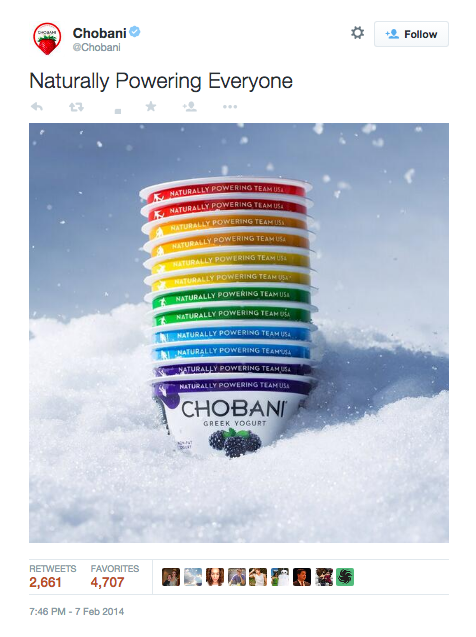 CHOBANI
Chobani
@Chobani
Follow
Naturally Powering Everyone
NATURALLY POWERING TEAM USA
NATURALLY POWERING TEAM USA
NATURALLY POWERING TEAM USA
NATURALLY POWERING TEAM USA
NATURALLY POWERING TEAM USA
NATURALLY POWERING TEAM USA
NATURALLY POWERING TEAM USA
NATURALLY POWERING TEAM USA
NATURALLY POWERING TEAM USA
NATURALLY POWERING TEAM USA
NATURALLY POWERING TEAM USA
NATURALLY POWERING TEAM USA
CHOBANI
GREEK YOGURT
RETWEETS FAVORITES
2,661 4,707
7:46 PM - 7 Feb 2014